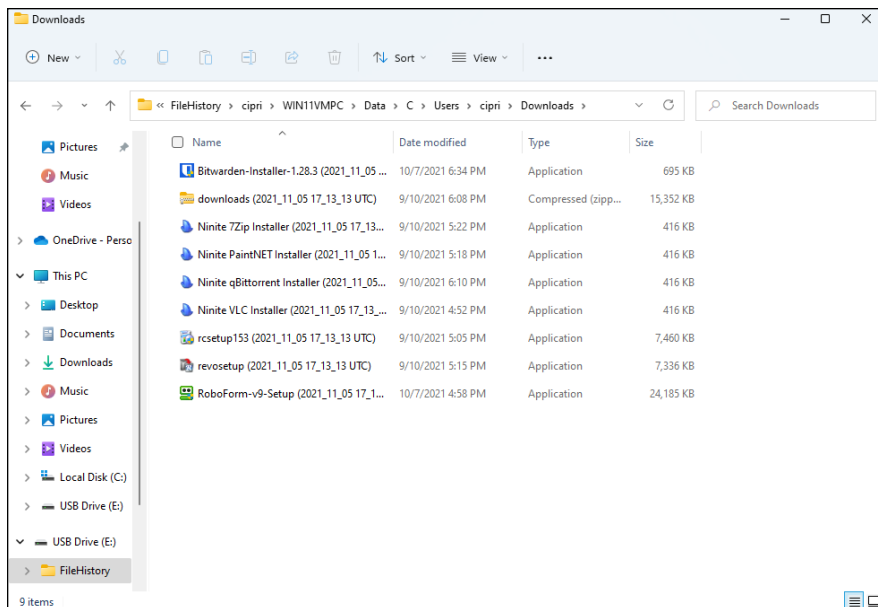 Downloads
New
Sort
View
« FileHistory > cipri > WIN11VMPC > Data > C > Users > cipri > Downloads >
Search Downloads
Pictures
Music
Videos
OneDrive - Perso
This PC
Desktop
Documents
Downloads
Music
Pictures
Videos
Local Disk (C:)
USB Drive (E:)
USB Drive (E:)
FileHistory
Name Date modified Type Size
Bitwarden-Installer-1.28.3 (2021_11_05 ... 10/7/2021 6:34 PM Application 695 KB
downloads (2021_11_05 17_13_13 UTC) 9/10/2021 6:08 PM Compressed (zipp... 15,352 KB
Ninite 7Zip Installer (2021_11_05 17_13... 9/10/2021 5:22 PM Application 416 KB
Ninite PaintNET Installer (2021_11_05 1... 9/10/2021 5:18 PM Application 416 KB
Ninite qBittorrent Installer (2021_11_05... 9/10/2021 6:10 PM Application 416 KB
Ninite VLC Installer (2021_11_05 17_13_... 9/10/2021 4:52 PM Application 416 KB
rcsetup153 (2021_11_05 17_13_13 UTC) 9/10/2021 5:05 PM Application 7,460 KB
revosetup (2021_11_05 17_13_13 UTC) 9/10/2021 5:15 PM Application 7,336 KB
RoboForm-v9-Setup (2021_11_05 17_1... 10/7/2021 4:58 PM Application 24,185 KB
9 items